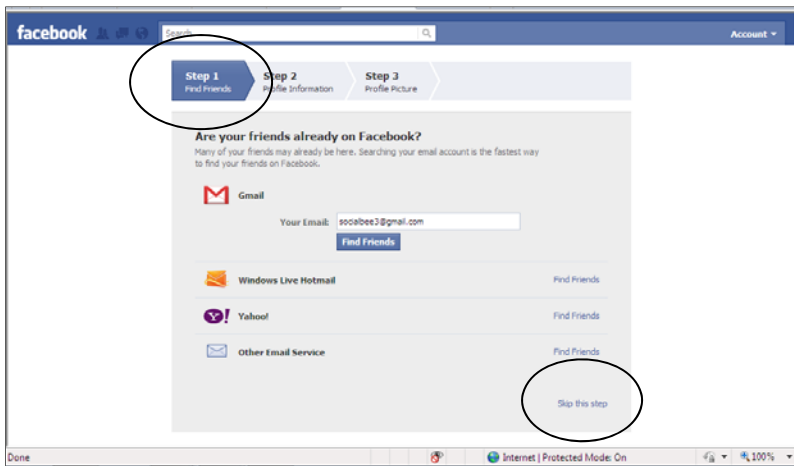 facebook
Search
Account
Step 1
Step 2
Step 3
Find Friends
Profile Information
Profile Picture
Are your friends already on Facebook?
Many of your friends may already be here. Searching your email account is the fastest way
to find your friends on Facebook.
Gmail
Your Email: socialbee3@gmail.com
Find Friends
Windows Live Hotmail Find Friends
Yahoo! Find Friends
Other Email Service Find Friends
Skip this step
Done Internet | Protected Mode: On 100%